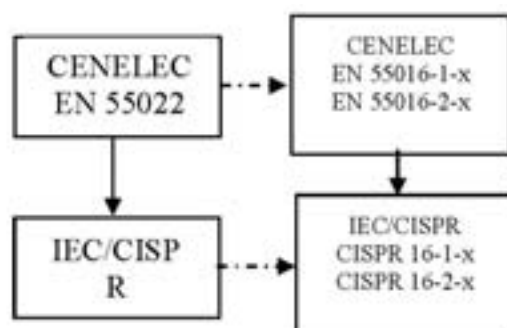 CENELEC
EN 55022
CENELEC
EN 55016-1-x
EN 55016-2-x
IEC/CISP
R
IEC/CISPR
CISPR 16-1-x
CISPR 16-2-x